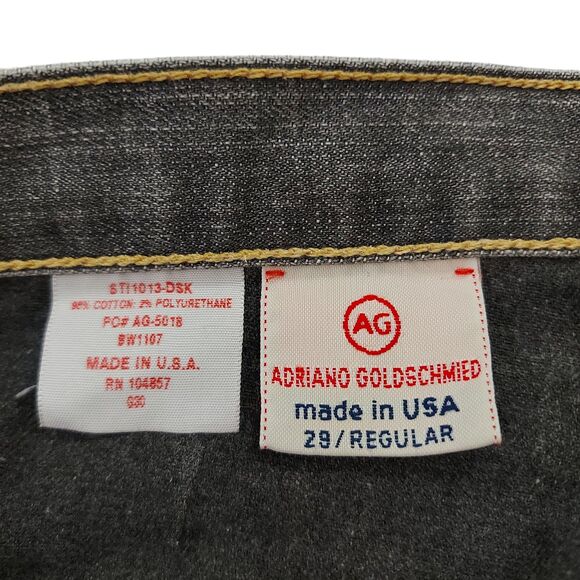 STI1013-DSK
98% COTTON: 2% POLYURETHANE
PO# AG-5018
BW1107
MADE IN U.S.A.
RN 104857
G30
AG
ADRIANO GOLDSCHMIED
made in USA
29/REGULAR